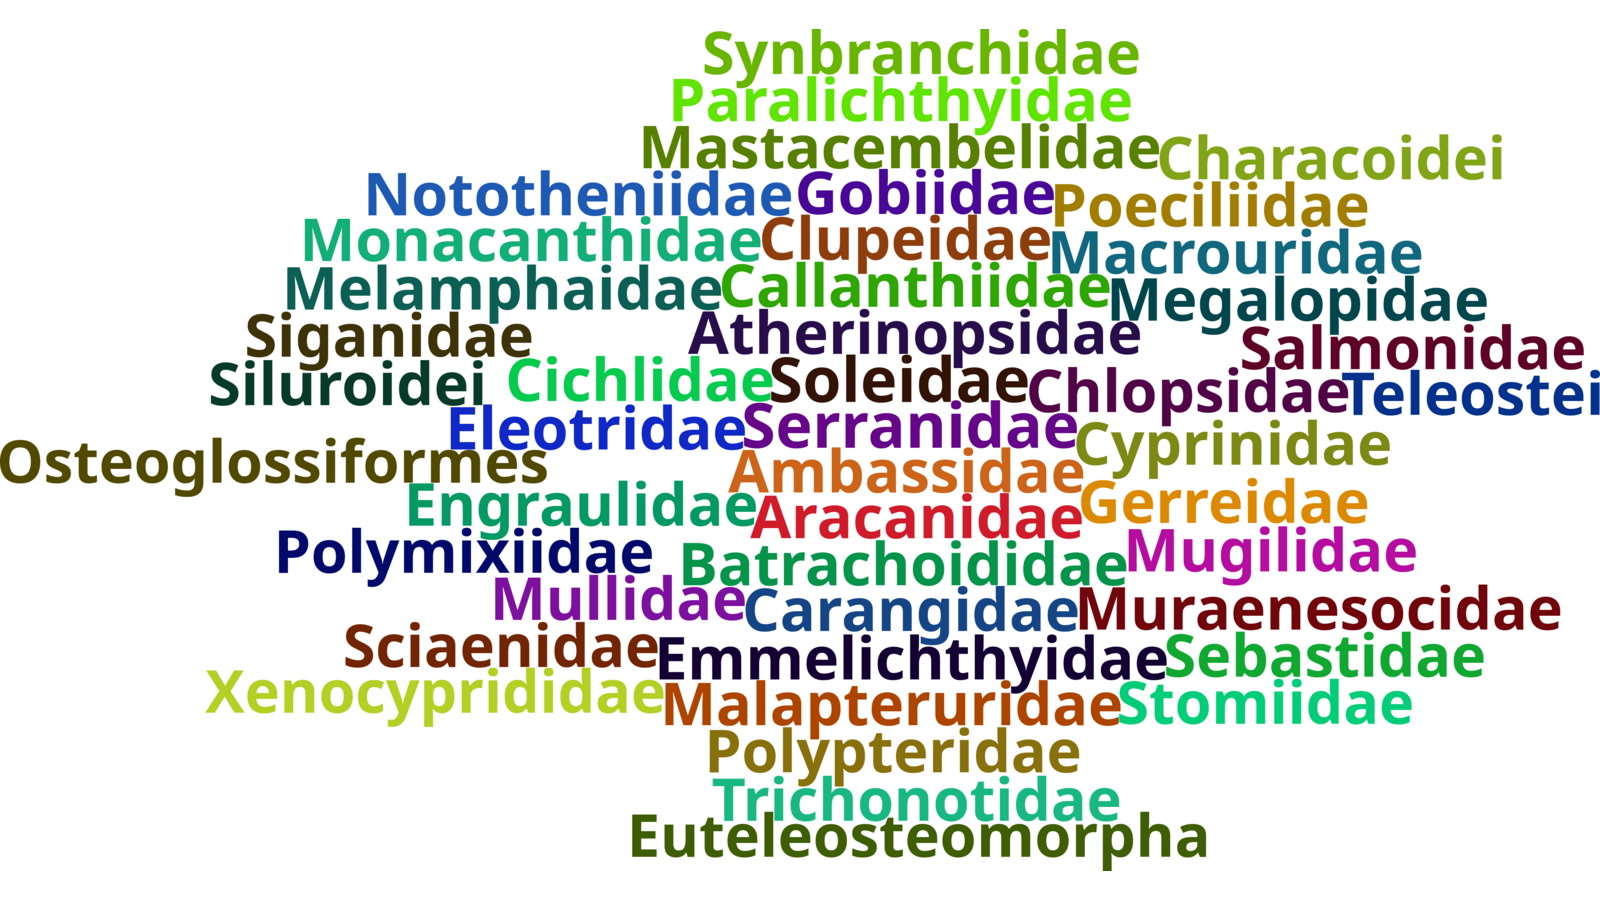 Synbranchidae
Paralichthyidae
Mastacembelidae Characoidei
Nototheniidae Gobiidae Poeciliidae
Monacanthidae Clupeidae Macrouridae
Melamphaidae Callanthiidae Megalopidae
Siganidae Atherinopsidae Salmonidae
Siluroidei Cichlidae Soleidae Chlopsidae Teleostei
Eleotridae Serranidae Cyprinidae
Osteoglossiformes Ambassidae
Engraulidae Aracanidae Gerreidae
Polymixiidae Batrachoididae Mugilidae
Mullidae Carangidae Muraenesocidae
Sciaenidae Emmelichthyidae Sebastidae
Xenocyprididae Malapteruridae Stomiidae
Polypteridae
Trichonotidae
Euteleosteomorpha